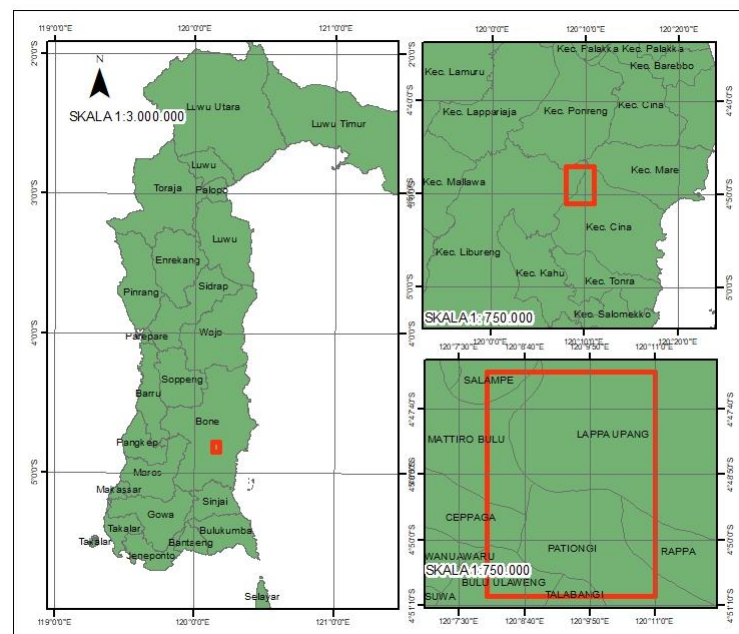 119°0'0"E 120°0'0"E 121°0'0"E
2°0'0"S
N
SKALA 1:3.000.000
Luwu Utara
Luwu Timur
Luwu
Toraja
Palopo
3°0'0"S
Luwu
Enrekang
Sidrap
Pinrang
Wojo
Parepare
4°0'0"S
Soppeng
Barru
Bone
Pangkep
Maros
5°0'0"S
Makassar
Sinjai
Gowa
Takalar
Bulukumba
Takalar
Bantaeng
Jeneponto
Selayar
119°0'0"E 120°0'0"E 121°0'0"E
120°0'0"E 120°10'0"E 120°20'0"E
Kec. Palakka Kec. Palakka
Kec. Lamuru
Kec. Barebbo
4°40'0"S
Kec. Lappariaja
Kec. Ponreng
Kec. Cina
Kec. Mallawa
Kec. Mare
4°50'0"S
Kec. Cina
Kec. Libureng
Kec. Kahu
Kec. Tonra
5°0'0"S
Kec. Salomekko
SKALA 1:750.000
120°0'0"E 120°10'0"E 120°20'0"E
120°7'30"E 120°8'40"E 120°9'50"E 120°11'0"E
SALAMPE
4°47'40"S
MATTIRO BULU
LAPPA UPANG
4°48'50"S
CEPPAGA
4°50'0"S
PATIONGI
RAPPA
WANUAWARU
SKALA 1:750.000
BULU ULAWENG
SUWA
TALABANGI
4°51'10"S
120°7'30"E 120°8'40"E 120°9'50"E 120°11'0"E